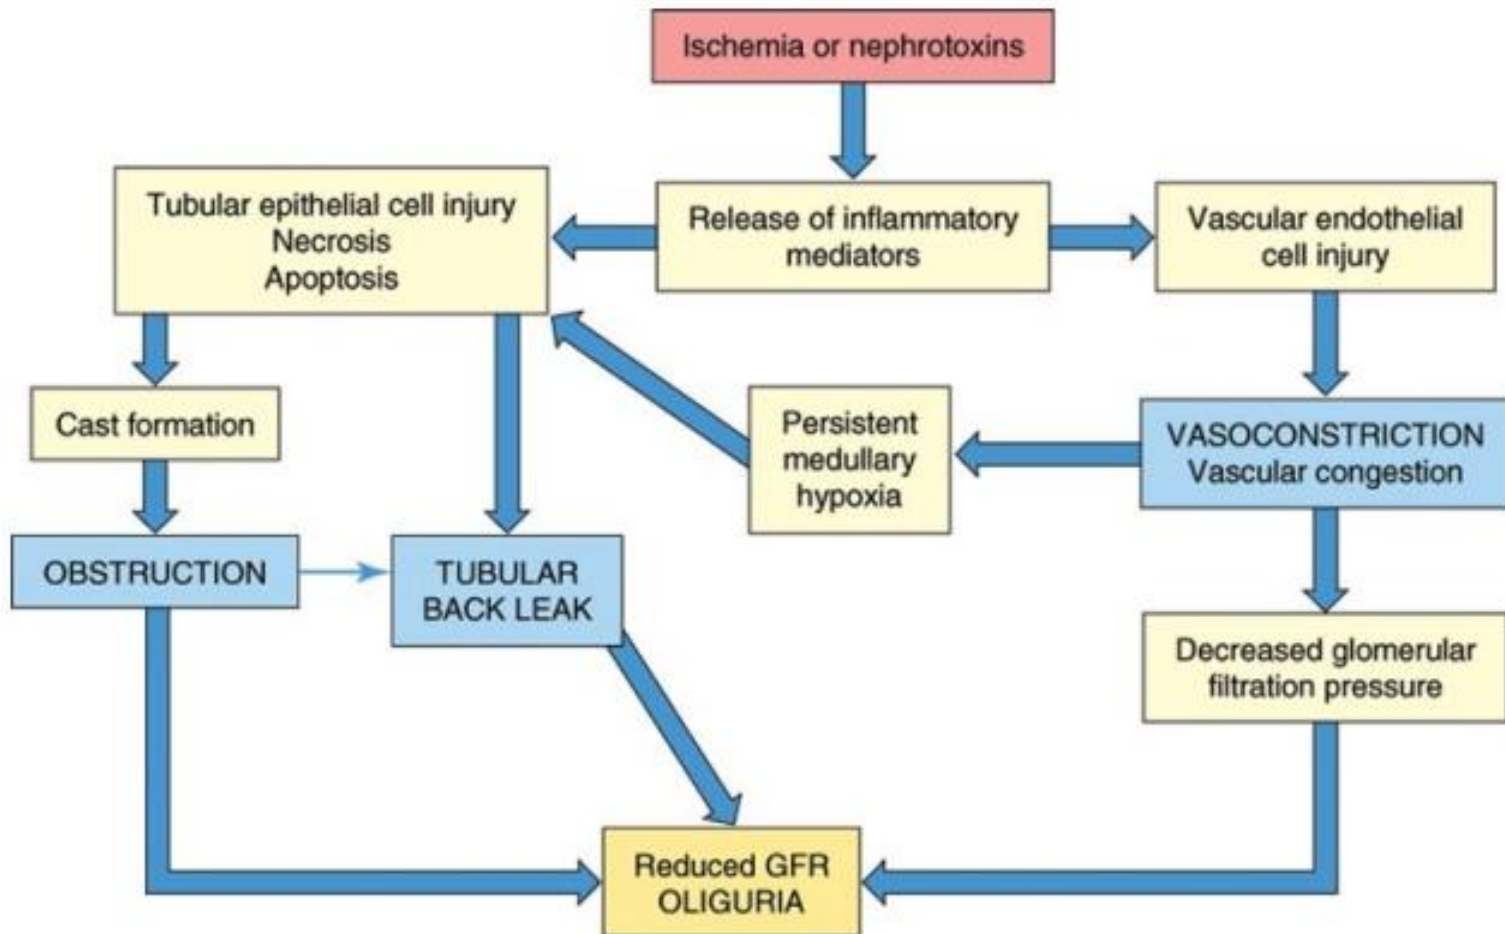 Ischemia or nephrotoxins
Tubular epithelial cell injury
Necrosis
Apoptosis
Release of inflammatory
mediators
Vascular endothelial
cell injury
Cast formation
Persistent
medullary
hypoxia
VASOCONSTRICTION
Vascular congestion
OBSTRUCTION
TUBULAR
BACK LEAK
Decreased glomerular
filtration pressure
Reduced GFR
OLIGURIA